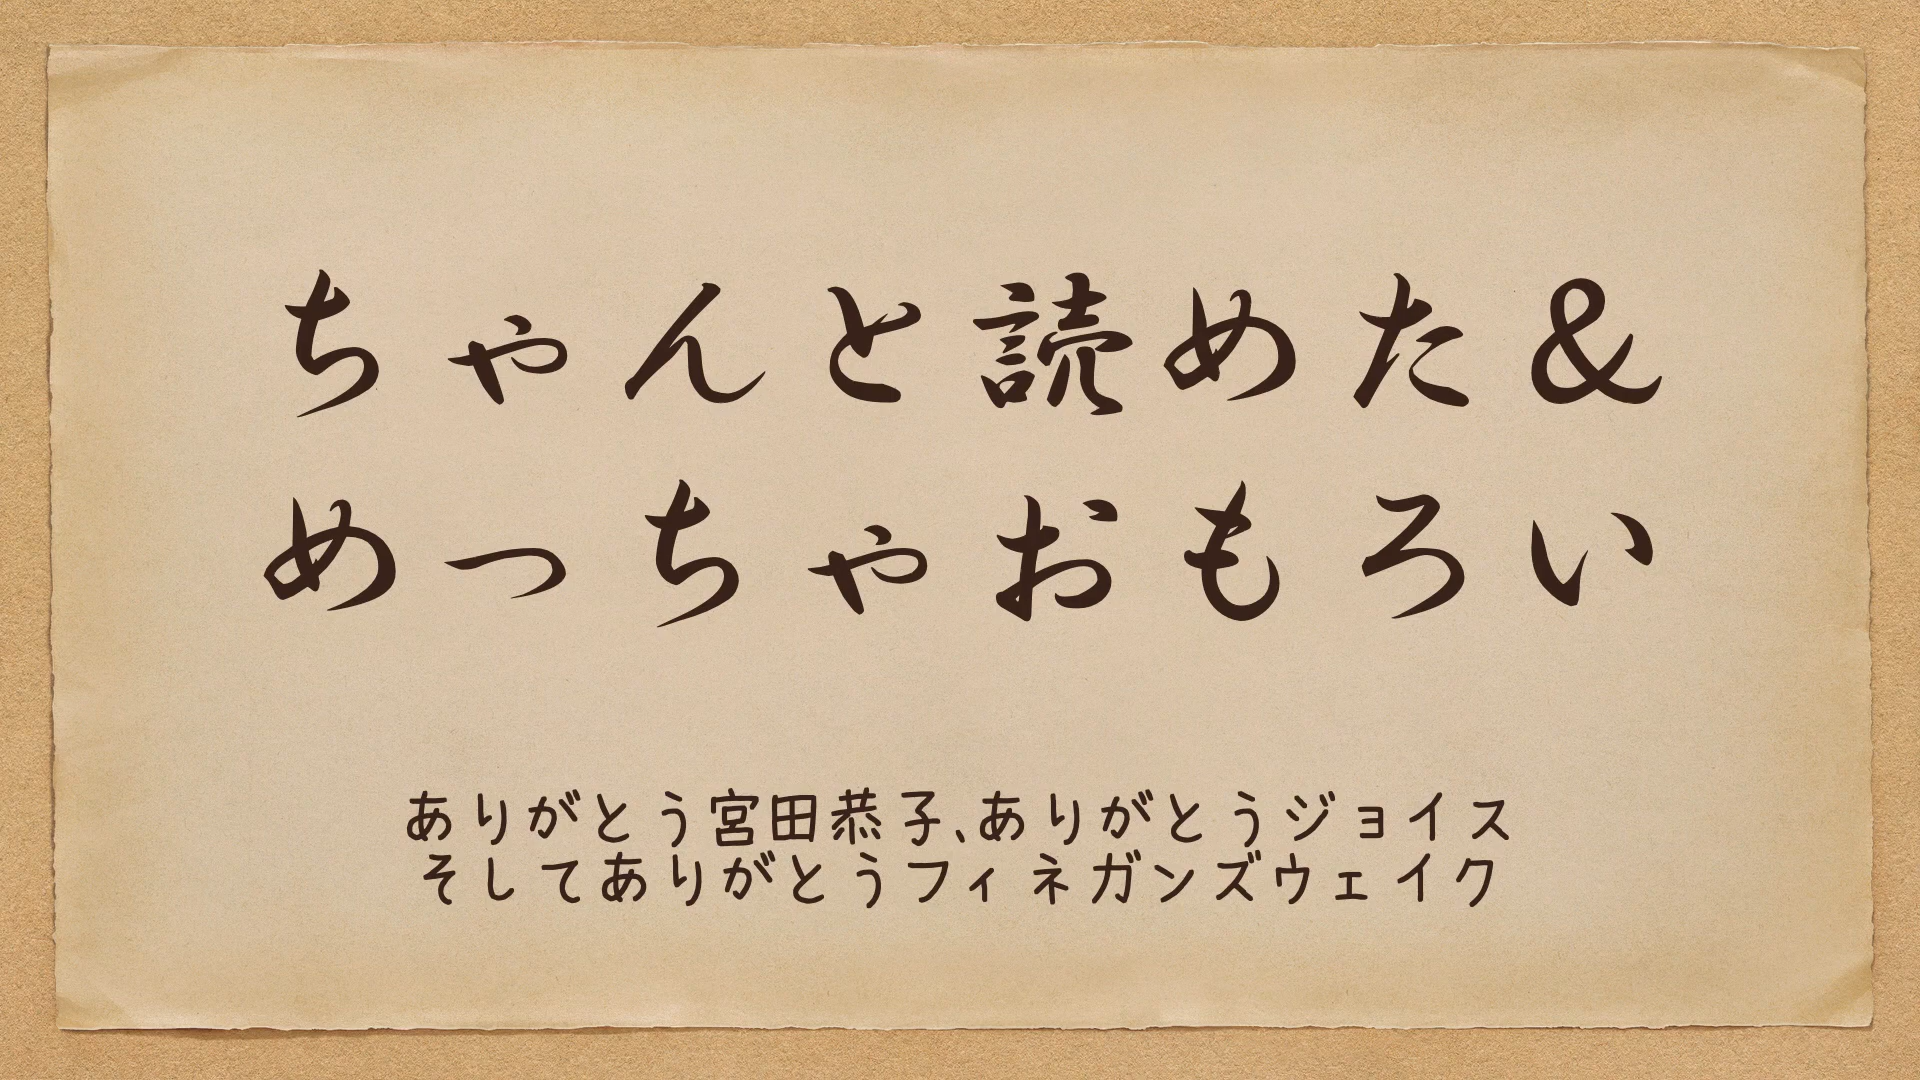 ちゃんと読めた&
めっちゃおもろい
ありがとう宮田恭子、ありがとうジョイス
そしてありがとうフィネガンズウェイク